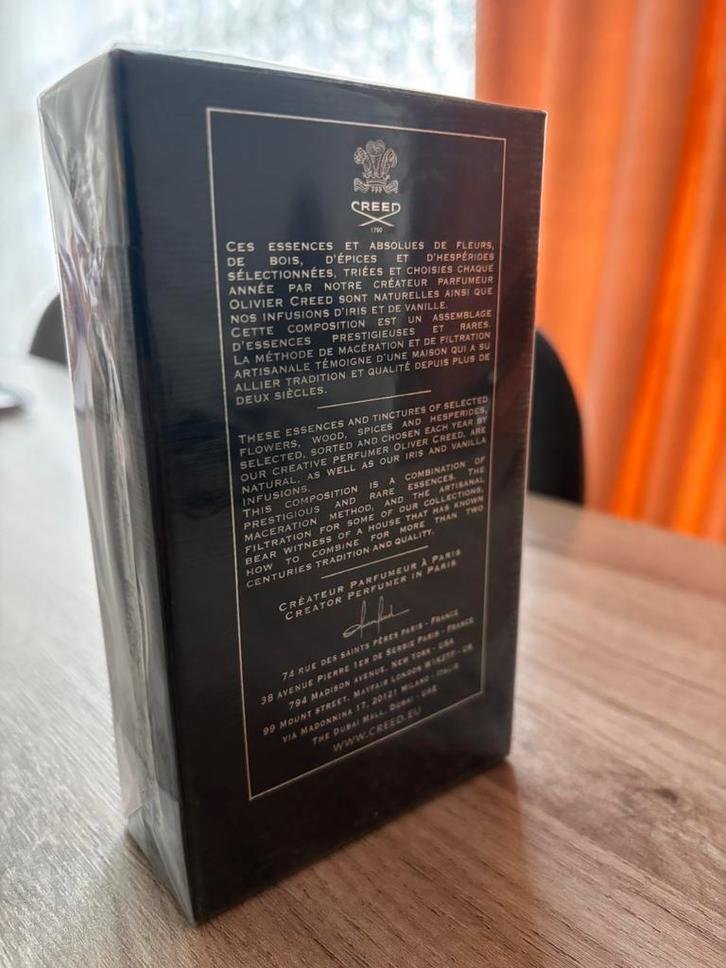 CREED
1760
CES ESSENCES ET ABSOLUES DE FLEURS,
DE BOIS, D'ÉPICES ET D'HESPÉRIDES
SÉLECTIONNÉES, TRIÉES ET CHOISIES CHAQUE
ANNÉE PAR NOTRE CRÉATEUR PARFUMEUR
OLIVIER CREED SONT NATURELLES AINSI QUE
NOS INFUSIONS D'IRIS ET DE VANILLE.
CETTE COMPOSITION EST UN ASSEMBLAGE
D'ESSENCES PRESTIGIEUSES ET RARES.
LA MÉTHODE DE MACÉRATION ET DE FILTRATION
ARTISANALE TÉMOIGNE D'UNE MAISON QUI A SU
ALLIER TRADITION ET QUALITÉ DEPUIS PLUS DE
DEUX SIÈCLES.
THESE ESSENCES AND TINCTURES OF SELECTED
FLOWERS, WOOD, SPICES AND HESPERIDES,
SELECTED, SORTED AND CHOSEN EACH YEAR BY
OUR CREATIVE PERFUMER OLIVER CREED, ARE
NATURAL, AS WELL AS OUR IRIS AND VANILLA
INFUSIONS.
THIS COMPOSITION IS A COMBINATION OF
PRESTIGIOUS AND RARE ESSENCES. THE
MACERATION METHOD, AND THE ARTISANAL
FILTRATION FOR SOME OF OUR COLLECTIONS,
BEAR WITNESS OF A HOUSE THAT HAS KNOWN
HOW TO COMBINE FOR MORE THAN TWO
CENTURIES TRADITION AND QUALITY.
CRÉATEUR PARFUMEUR À PARIS
CREATOR PERFUMER IN PARIS
74 RUE DES SAINTS PÈRES PARIS - FRANCE
38 AVENUE PIERRE 1ER DE SERBIE PARIS - FRANCE
794 MADISON AVENUE, NEW YORK - USA
99 MOUNT STREET, MAYFAIR LONDON W1K2TF - UK
VIA MADONNINA 17, 20121 MILANO - ITALIE
THE DUBAI MALL, DUBAI - UAE
WWW.CREED.EU